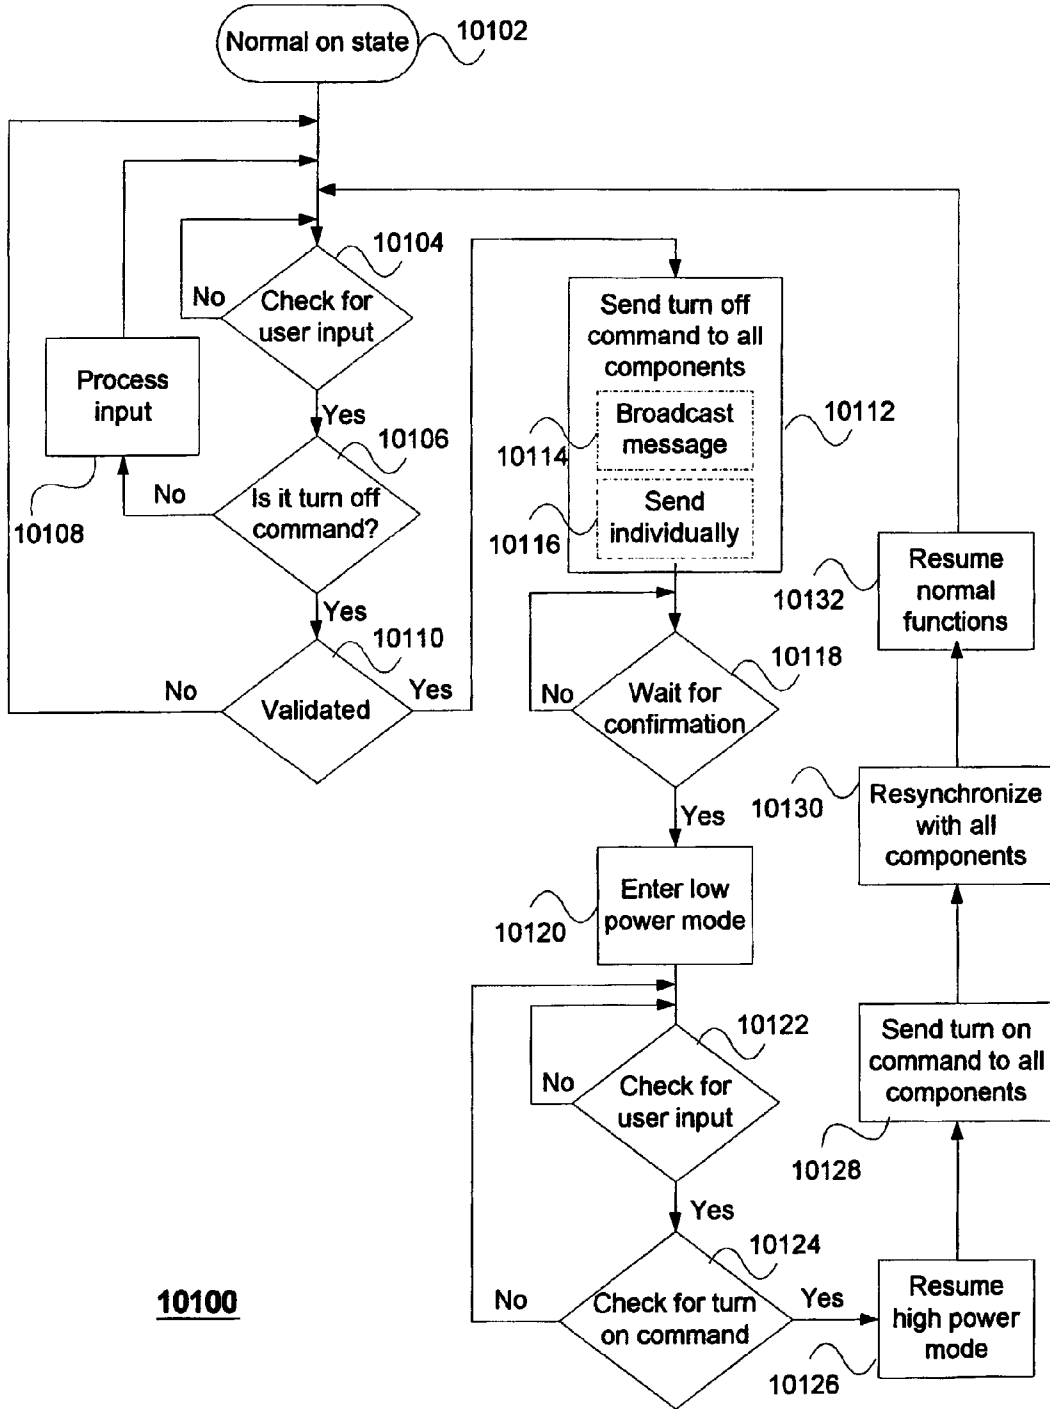 Normal on state
10102
10104
Check for
user input
No
Yes
Process
input
10108
10106
Is it turn off
command?
No
Yes
10110
Validated
No
Yes
Send turn off
command to all
components
10112
Broadcast
message
10114
Send
individually
10116
10118
Wait for
confirmation
No
Yes
Enter low
power mode
10120
10122
Check for
user input
No
Yes
10124
Check for turn
on command
No
Yes
Resume
high power
mode
10126
Send turn on
command to all
components
10128
Resynchronize
with all
components
10130
Resume
normal
functions
10132
10100